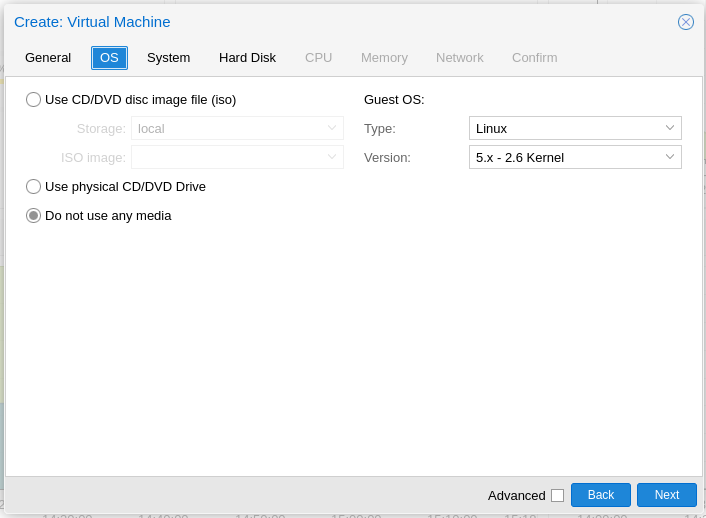 Create: Virtual Machine
General OS System Hard Disk CPU Memory Network Confirm
Use CD/DVD disc image file (iso) Guest OS:
Storage: local Type: Linux
ISO image: Version: 5.x - 2.6 Kernel
Use physical CD/DVD Drive
Do not use any media
Advanced Back Next